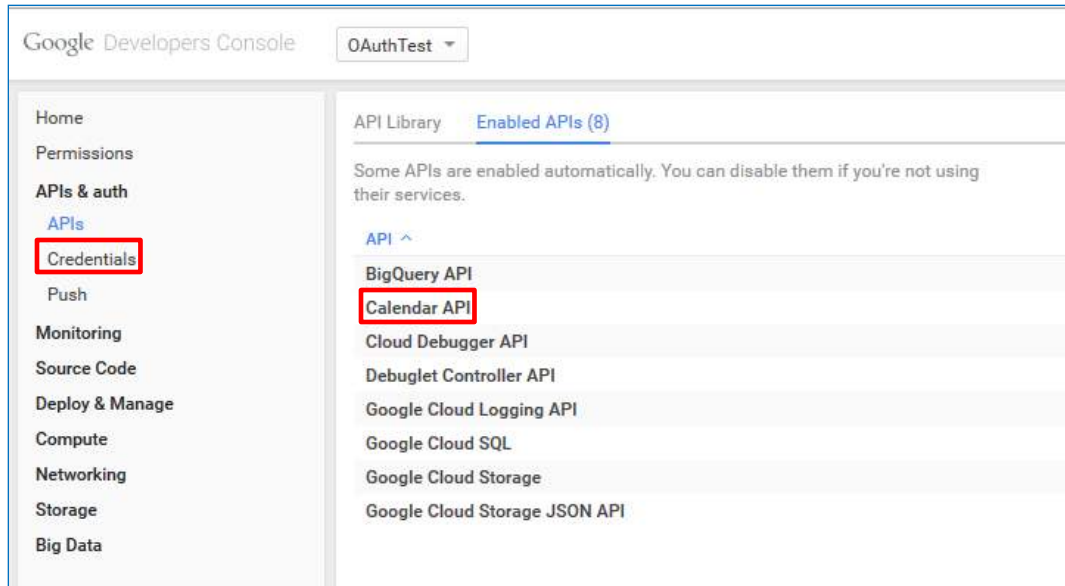 Google Developers Console
OAuthTest
Home
Permissions
APIs & auth
APIs
Credentials
Push
Monitoring
Source Code
Deploy & Manage
Compute
Networking
Storage
Big Data
API Library
Enabled APIs (8)
Some APIs are enabled automatically. You can disable them if you're not using
their services.
API
BigQuery API
Calendar API
Cloud Debugger API
Debuglet Controller API
Google Cloud Logging API
Google Cloud SQL
Google Cloud Storage
Google Cloud Storage JSON API